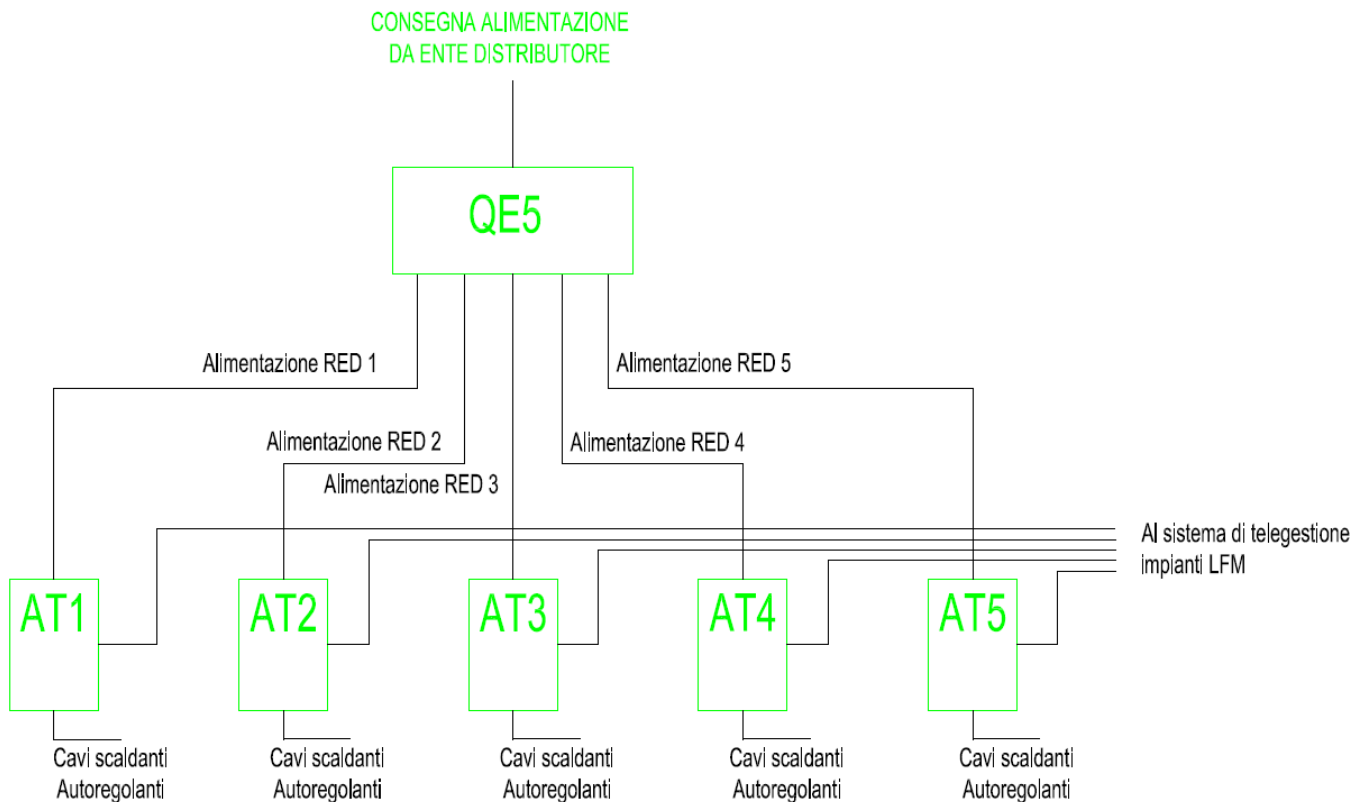 CONSEGNA ALIMENTAZIONE
DA ENTE DISTRIBUTORE
QE5
Alimentazione RED 1
Alimentazione RED 5
Alimentazione RED 2
Alimentazione RED 4
Alimentazione RED 3
Al sistema di telegestione
impianti LFM
AT1
AT2
AT3
AT4
AT5
Cavi scaldanti
Autoregolanti
Cavi scaldanti
Autoregolanti
Cavi scaldanti
Autoregolanti
Cavi scaldanti
Autoregolanti
Cavi scaldanti
Autoregolanti